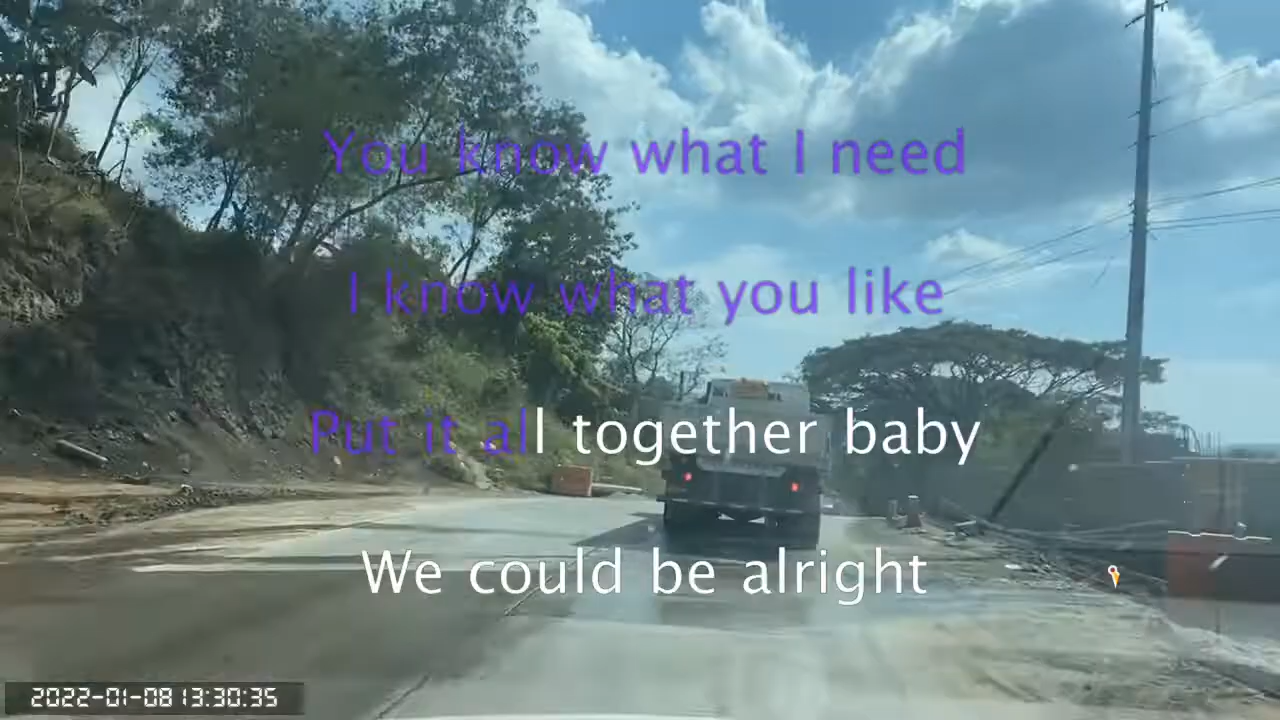 You know what I need
I know what you like
Put it all together baby
We could be alright
2022-01-08 13:30:35